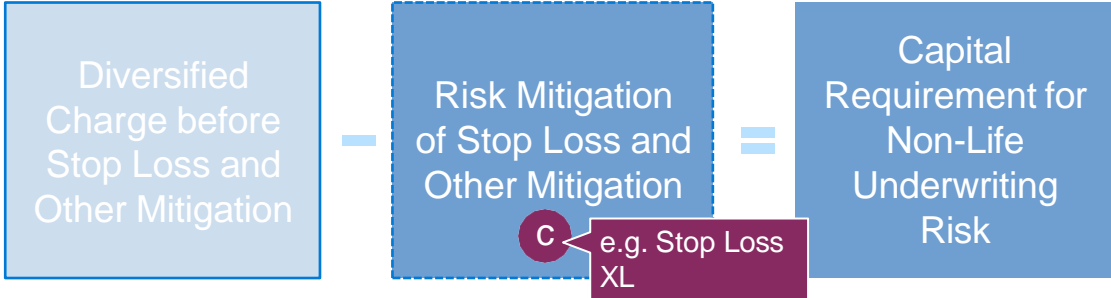 Diversified
Charge before
Stop Loss and
Other Mitigation
Risk Mitigation
of Stop Loss and
Other Mitigation
C
e.g. Stop Loss
XL
=
Capital
Requirement for
Non-Life
Underwriting
Risk